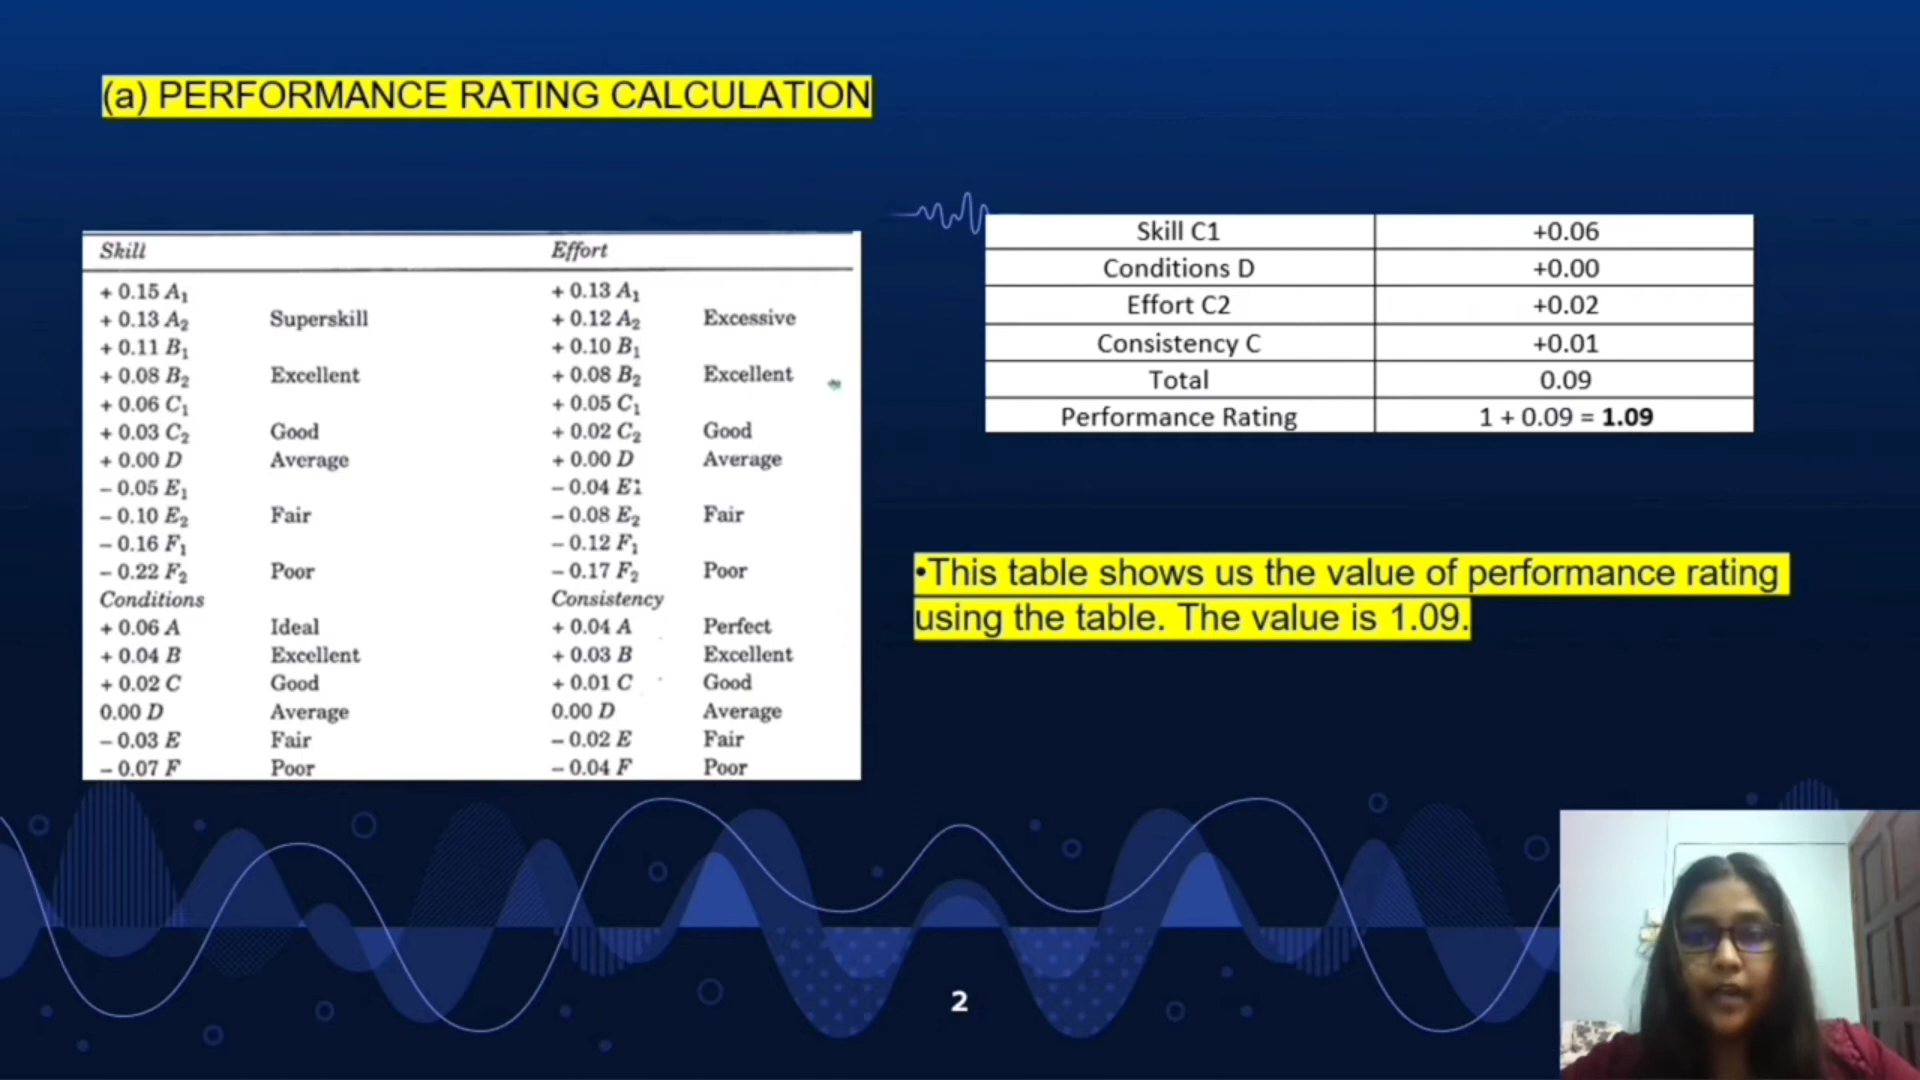 (a) PERFORMANCE RATING CALCULATION
Skill Effort
+ 0.15 A₁ + 0.13 A₁
+ 0.13 A₂ Superskill + 0.12 A₂ Excessive
+ 0.11 B₁ + 0.10 B₁
+ 0.08 B₂ Excellent + 0.08 B₂ Excellent
+ 0.06 C₁ + 0.05 C₁
+ 0.03 C₂ Good + 0.02 C₂ Good
+ 0.00 D Average + 0.00 D Average
– 0.05 E₁ – 0.04 E1
– 0.10 E₂ Fair – 0.08 E₂ Fair
– 0.16 F₁ – 0.12 F₁
– 0.22 F₂ Poor – 0.17 F₂ Poor
Conditions Consistency
+ 0.06 A Ideal + 0.04 A Perfect
+ 0.04 B Excellent + 0.03 B Excellent
+ 0.02 C Good + 0.01 C Good
0.00 D Average 0.00 D Average
– 0.03 E Fair – 0.02 E Fair
– 0.07 F Poor – 0.04 F Poor
Skill C1 +0.06
Conditions D +0.00
Effort C2 +0.02
Consistency C +0.01
Total 0.09
Performance Rating 1 + 0.09 = 1.09
•This table shows us the value of performance rating
using the table. The value is 1.09.
2